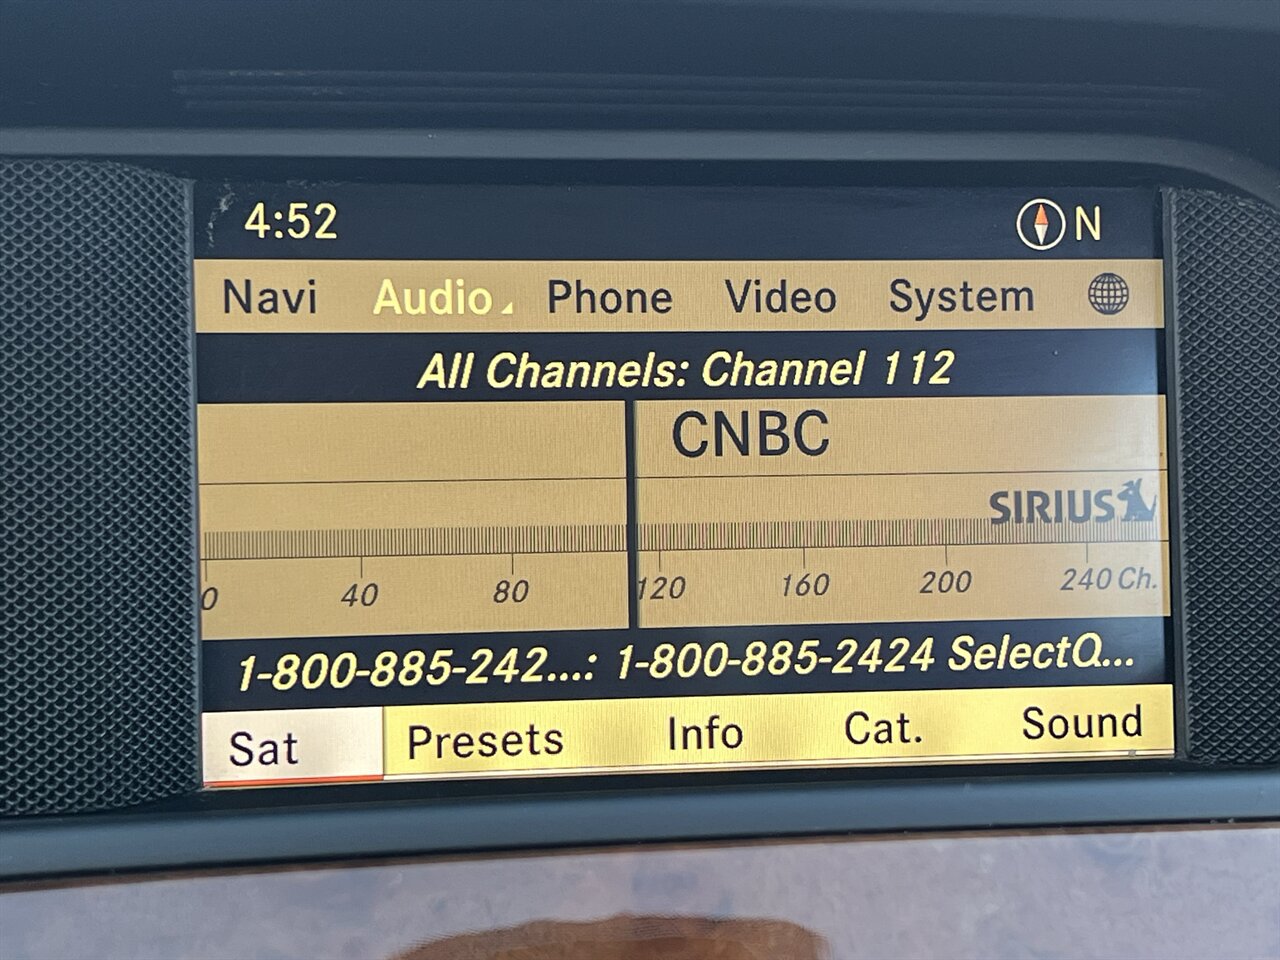 4:52 N
Navi Audio Phone Video System
All Channels: Channel 112
CNBC
SIRIUS
0 40 80 120 160 200 240 Ch.
1-800-885-242...: 1-800-885-2424 SelectQ...
Sat Presets Info Cat. Sound